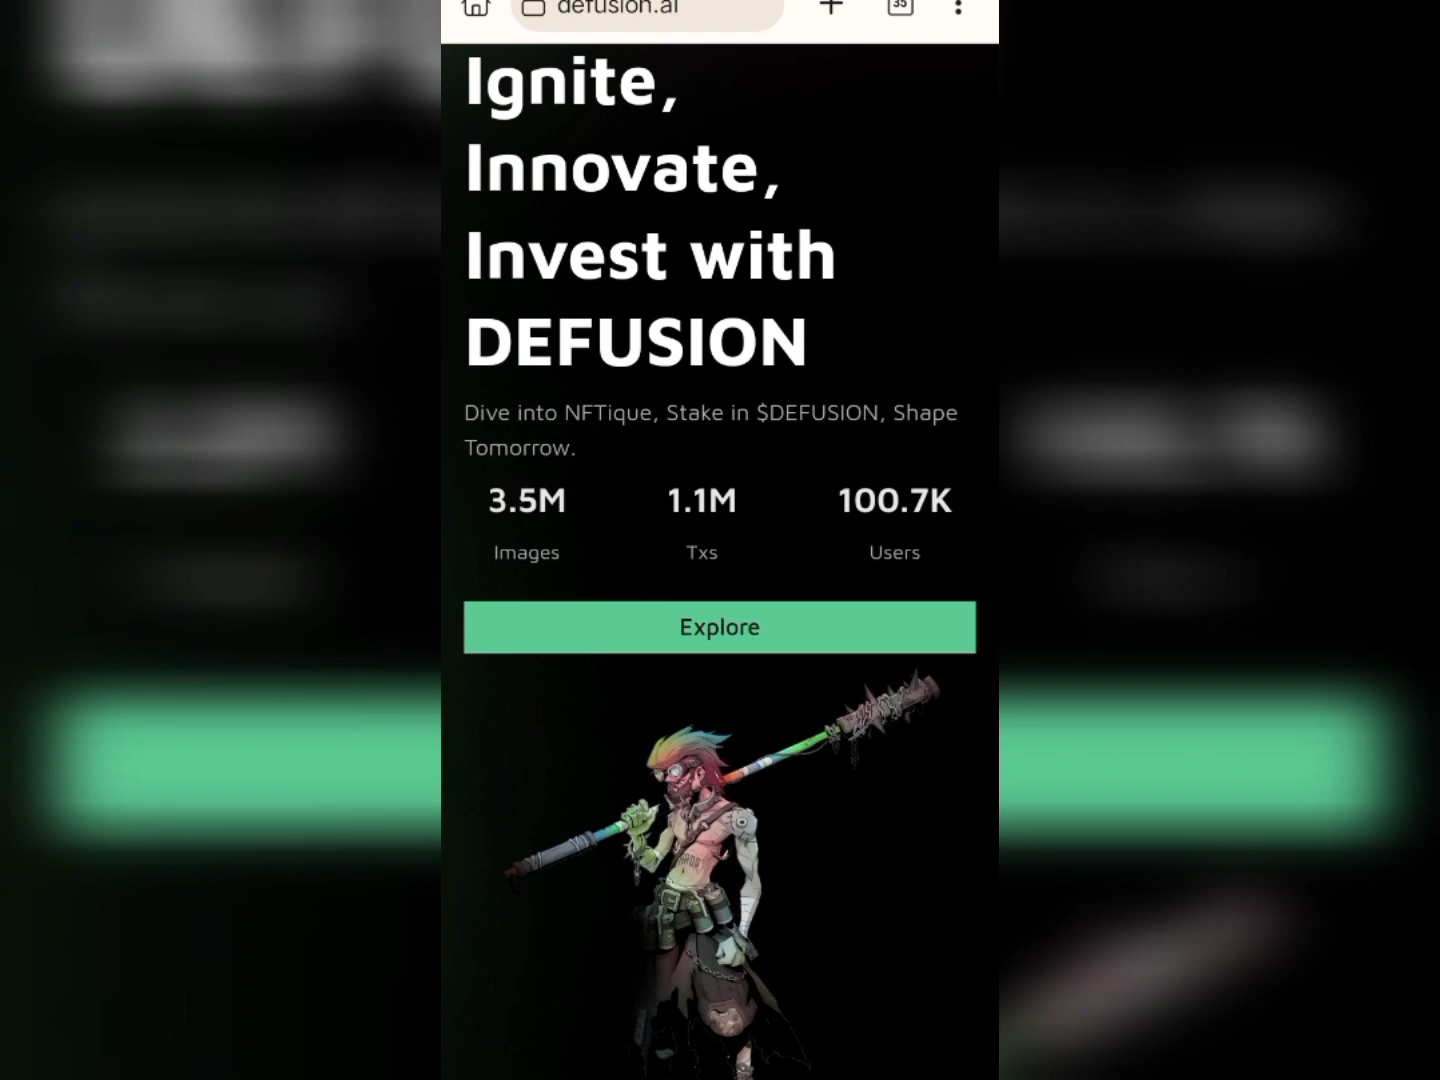 defusion.ai
35
Ignite,
Innovate,
Invest with
DEFUSION
Dive into NFTique, Stake in $DEFUSION, Shape
Tomorrow.
3.5M 1.1M 100.7K
Images Txs Users
Explore